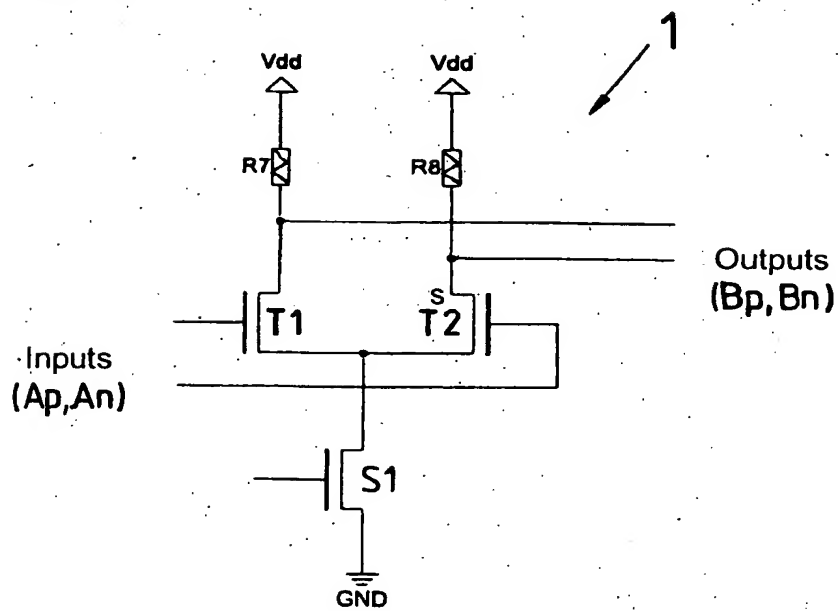 1
Vdd
Vdd
R7
R8
Outputs
(Bp, Bn)
S
T1
T2
Inputs
(Ap,An)
S1
GND